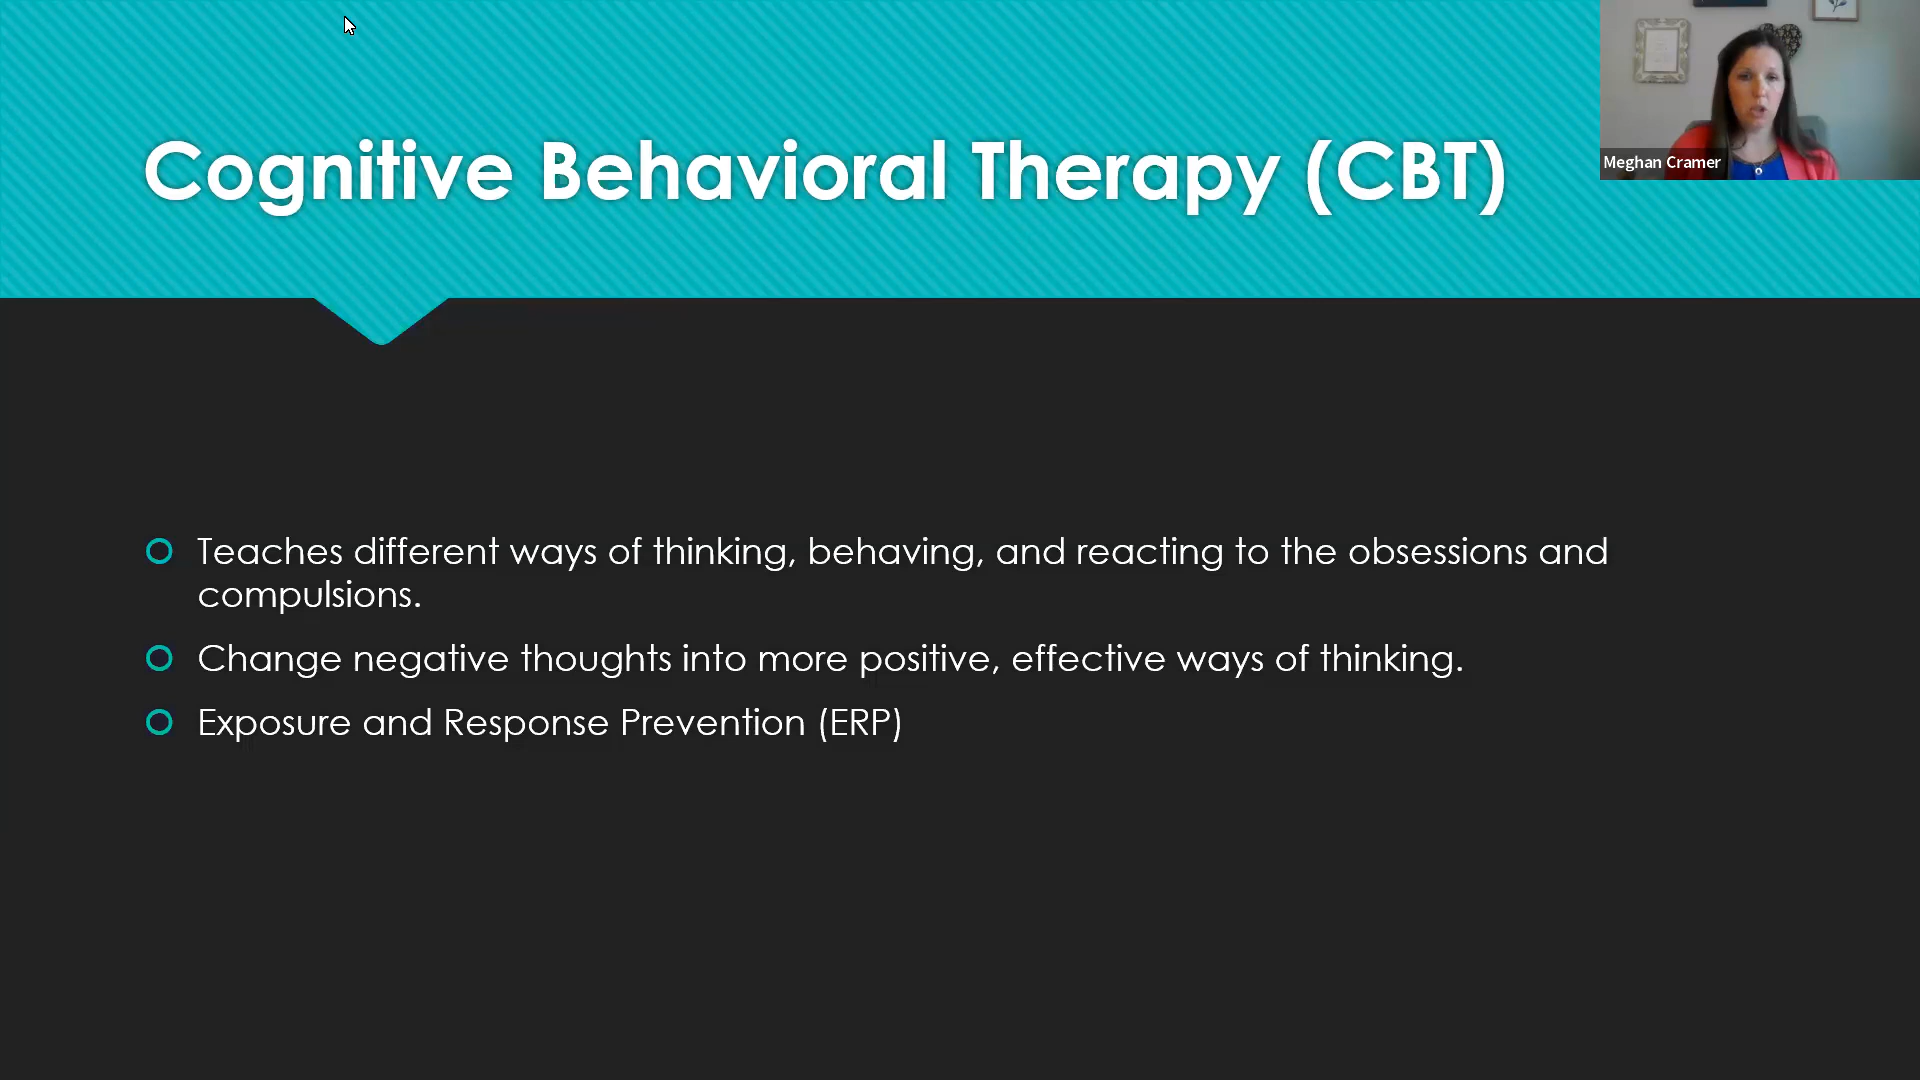 Cognitive Behavioral Therapy (CBT)
Meghan Cramer
Teaches different ways of thinking, behaving, and reacting to the obsessions and
compulsions.
Change negative thoughts into more positive, effective ways of thinking.
Exposure and Response Prevention (ERP)